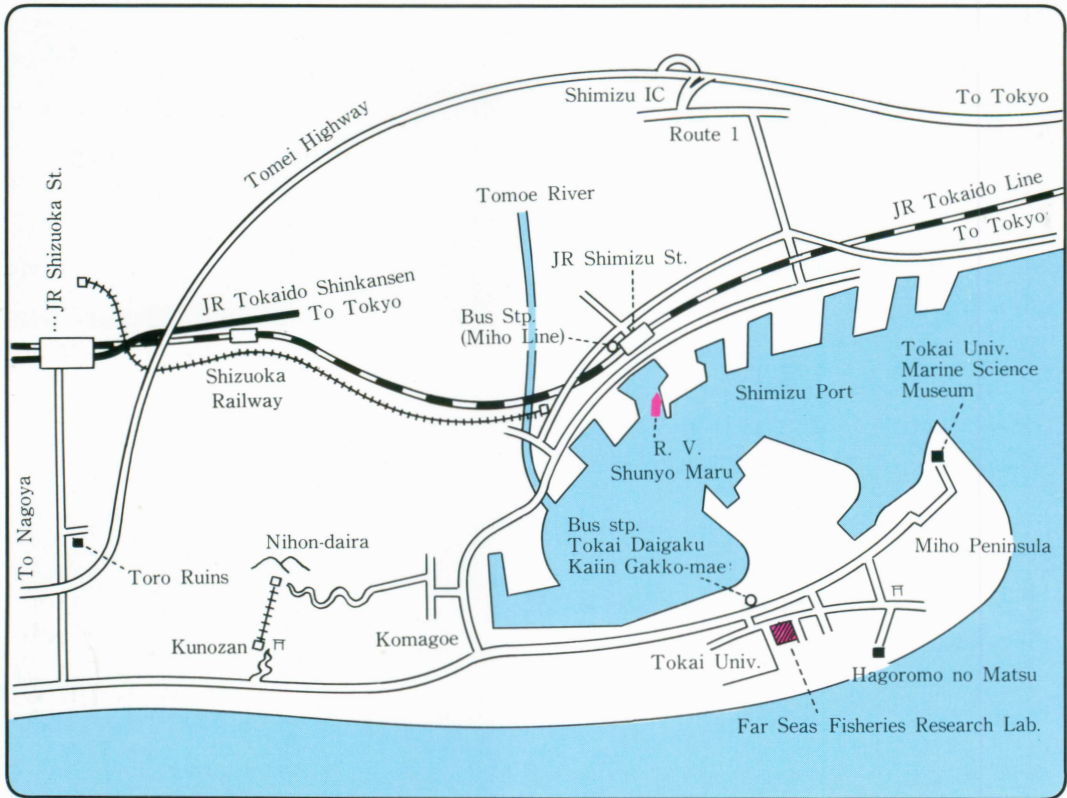 Shimizu IC
To Tokyo
Route 1
Tomei Highway
...JR Shizuoka St.
Tomoe River
JR Tokaido Line
To Tokyo
JR Shimizu St.
JR Tokaido Shinkansen
To Tokyo
Bus Stp.
(Miho Line)
Shizuoka
Railway
Tokai Univ.
Marine Science
Museum
Shimizu Port
R. V.
Shunyo Maru
To Nagoya
Bus stp.
Tokai Daigaku
Kaiin Gakko-mae
Nihon-daira
Miho Peninsula
Toro Ruins
Kunozan
Komagoe
Tokai Univ.
Hagoromo no Matsu
Far Seas Fisheries Research Lab.